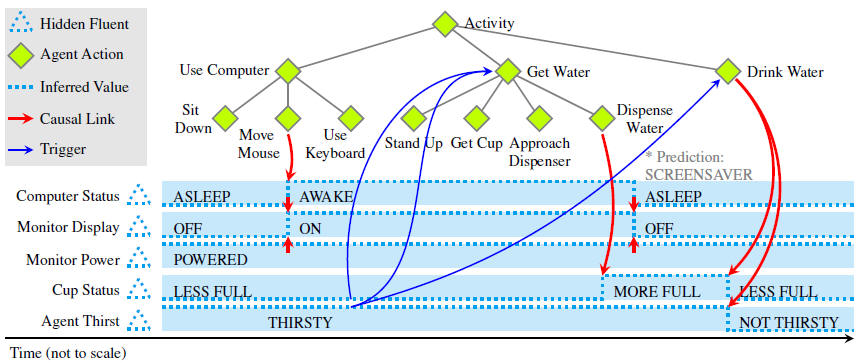 Hidden Fluent
Agent Action
Inferred Value
Causal Link
Trigger
Activity
Use Computer
Get Water
Drink Water
Sit
Down
Move
Mouse
Use
Keyboard
Stand Up
Get Cup
Approach
Dispenser
Dispense
Water
* Prediction:
SCREENSAVER
Computer Status
ASLEEP
AWAKE
ASLEEP
Monitor Display
OFF
ON
OFF
Monitor Power
POWERED
Cup Status
LESS FULL
MORE FULL
LESS FULL
Agent Thirst
THIRSTY
NOT THIRSTY
Time (not to scale)